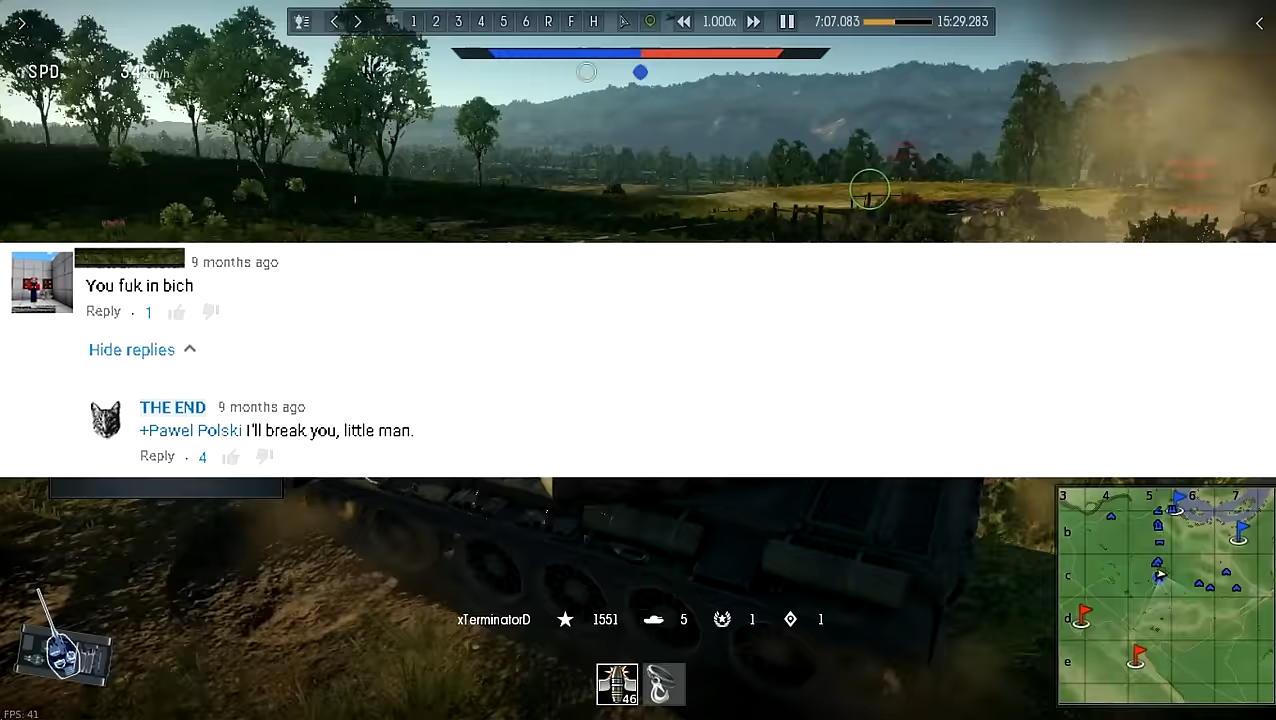 1 2 3 4 5 6 R F H 1.000x 7:07.083 15:29.283
SPD
9 months ago
You fuk in bich
Reply · 1
Hide replies
THE END 9 months ago
+Pawel Polski I'll break you, little man.
Reply · 4
3 4 5 6 7
b
c
d
e
xTerminatorD 1551 5 1 1
46
FPS: 41